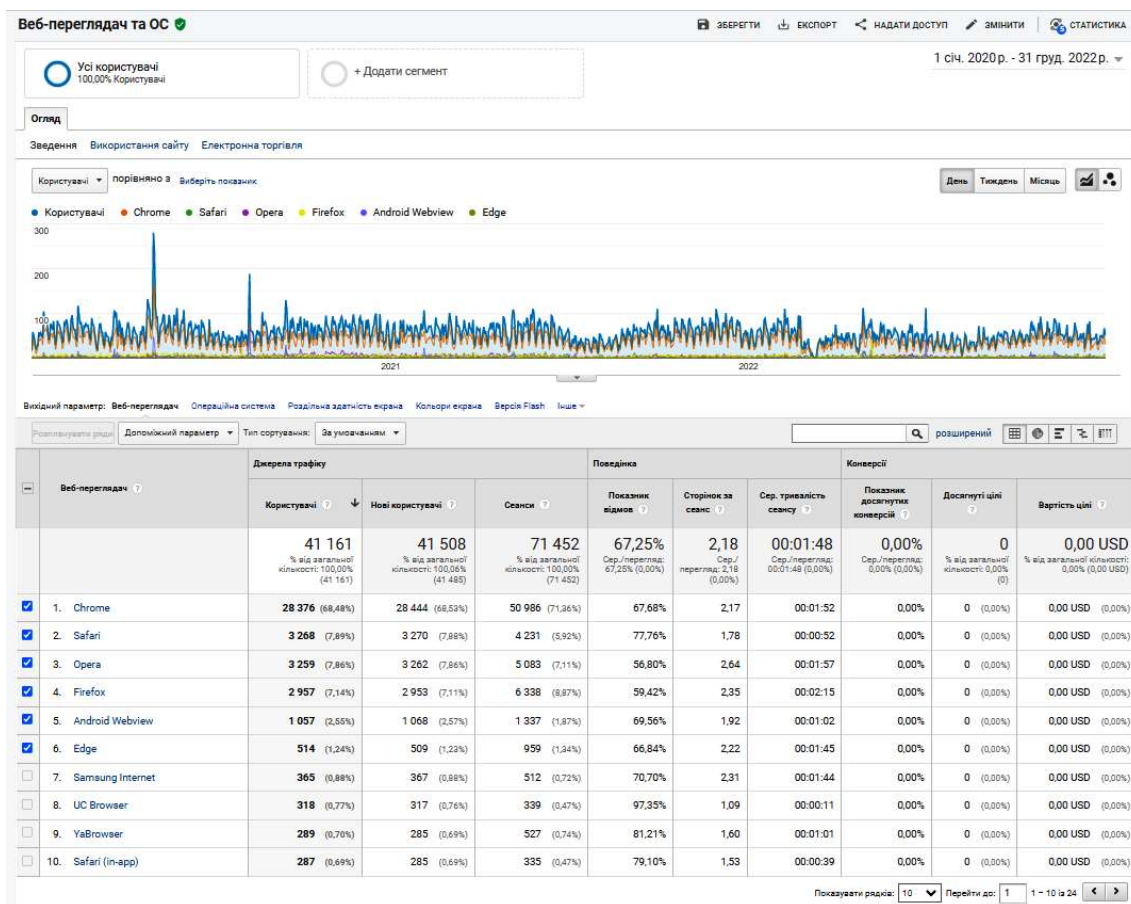 Веб-переглядач та ОС
ЗБЕРЕГТИ ЕКСПОРТ НАДАТИ ДОСТУП ЗМІНИТИ СТАТИСТИКА
1 січ. 2020 р. - 31 груд. 2022 р.
Усі користувачі
100,00% Користувачі
+ Додати сегмент
Огляд
Зведення Використання сайту Електронна торгівля
Користувачі порівняно з Виберіть показник
День Тиждень Місяць
Користувачі Chrome Safari Opera Firefox Android Webview Edge
300
200
100
2021 2022
Вихідний параметр: Веб-переглядач Операційна система Роздільна здатність екрана Кольори екрана Версія Flash Інше
Розпланувати ряди Допоміжний параметр Тип сортування: За умовчанням розширений
Веб-переглядач ? Джерела трафіку Поведінка Конверсії
Користувачі ? Нові користувачі ? Сеанси ? Показник відмов ? Сторінок за сеанс ? Сер. тривалість сеансу ? Показник досягнутих конверсій ? Досягнуті цілі ? Вартість цілі ?
41 161 41 508 71 452 67,25% 2,18 00:01:48 0,00% 0 0,00 USD
% від загальної кількості: 100,00% (41 161) % від загальної кількості: 100,06% (41 485) % від загальної кількості: 100,00% (71 452) Сер./перегляд: 67,25% (0,00%) Сер./перегляд: 2,18 (0,00%) Сер./перегляд: 00:01:48 (0,00%) Сер./перегляд: 0,00% (0,00%) % від загальної кількості: 0,00% (0) % від загальної кількості: 0,00% (0,00 USD)
1. Chrome 28 376 (68,48%) 28 444 (68,53%) 50 986 (71,36%) 67,68% 2,17 00:01:52 0,00% 0 (0,00%) 0,00 USD (0,00%)
2. Safari 3 268 (7,89%) 3 270 (7,88%) 4 231 (5,92%) 77,76% 1,78 00:00:52 0,00% 0 (0,00%) 0,00 USD (0,00%)
3. Opera 3 259 (7,86%) 3 262 (7,86%) 5 083 (7,11%) 56,80% 2,64 00:01:57 0,00% 0 (0,00%) 0,00 USD (0,00%)
4. Firefox 2 957 (7,14%) 2 953 (7,11%) 6 338 (8,87%) 59,42% 2,35 00:02:15 0,00% 0 (0,00%) 0,00 USD (0,00%)
5. Android Webview 1 057 (2,55%) 1 068 (2,57%) 1 337 (1,87%) 69,56% 1,92 00:01:02 0,00% 0 (0,00%) 0,00 USD (0,00%)
6. Edge 514 (1,24%) 509 (1,23%) 959 (1,34%) 66,84% 2,22 00:01:45 0,00% 0 (0,00%) 0,00 USD (0,00%)
7. Samsung Internet 365 (0,88%) 367 (0,88%) 512 (0,72%) 70,70% 2,31 00:01:44 0,00% 0 (0,00%) 0,00 USD (0,00%)
8. UC Browser 318 (0,77%) 317 (0,76%) 339 (0,47%) 97,35% 1,09 00:00:11 0,00% 0 (0,00%) 0,00 USD (0,00%)
9. YaBrowser 289 (0,70%) 285 (0,69%) 527 (0,74%) 81,21% 1,60 00:01:01 0,00% 0 (0,00%) 0,00 USD (0,00%)
10. Safari (in-app) 287 (0,69%) 285 (0,69%) 335 (0,47%) 79,10% 1,53 00:00:39 0,00% 0 (0,00%) 0,00 USD (0,00%)
Показувати рядків: 10 Перейти до: 1 1 – 10 із 24